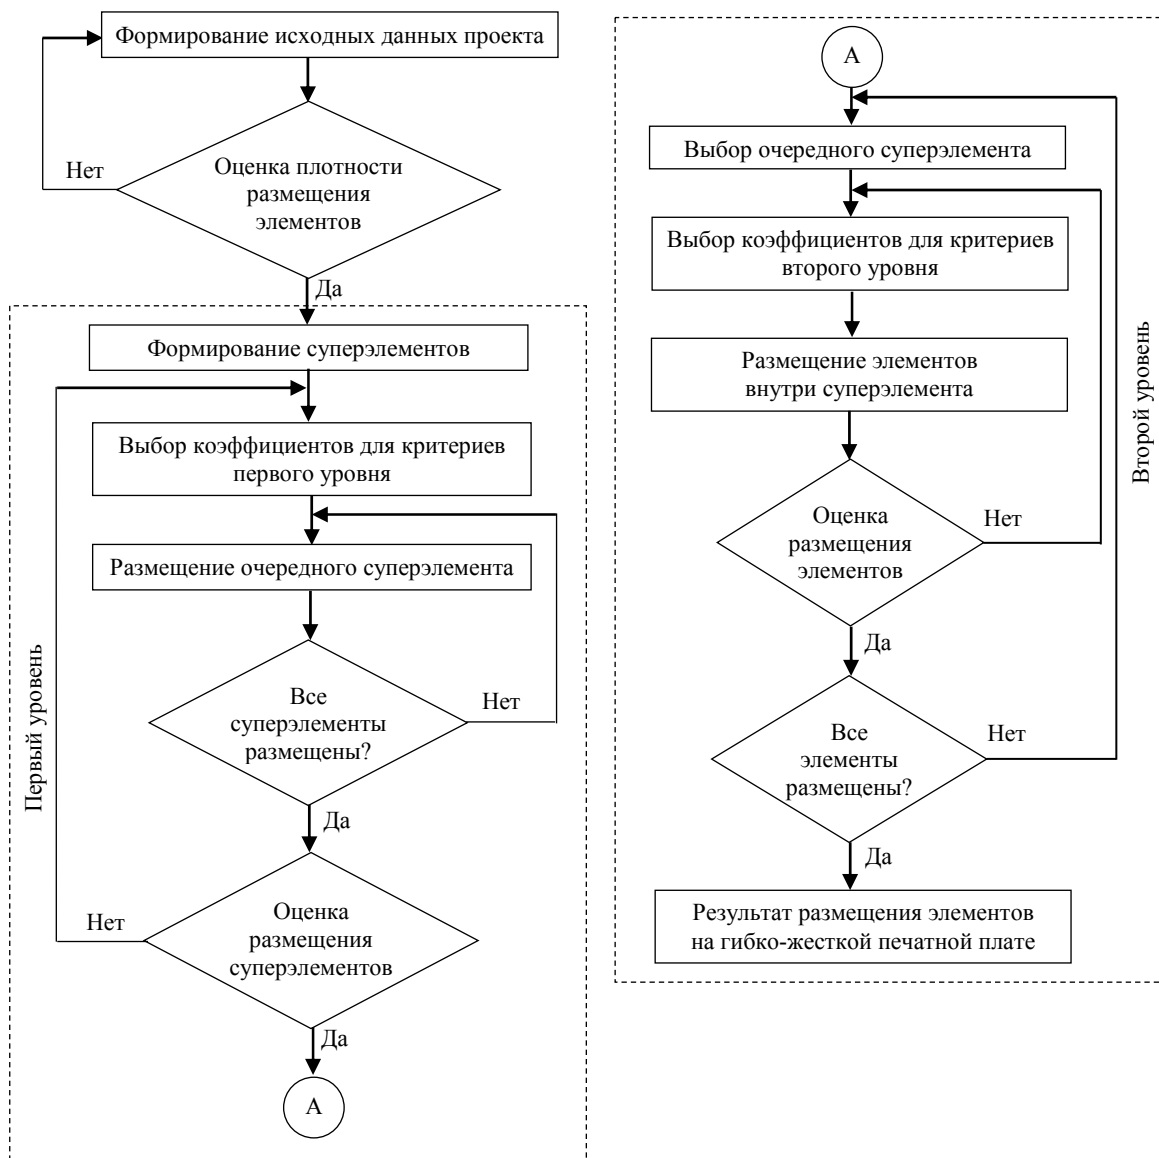 Формирование исходных данных проекта
Нет
Оценка плотности
размещения
элементов
Да
Первый уровень
Формирование суперэлементов
Выбор коэффициентов для критериев
первого уровня
Размещение очередного суперэлемента
Все
суперэлементы
размещены?
Нет
Да
Нет
Оценка
размещения
суперэлементов
Да
А
А
Второй уровень
Выбор очередного суперэлемента
Выбор коэффициентов для критериев
второго уровня
Размещение элементов
внутри суперэлемента
Оценка
размещения
элементов
Нет
Да
Все
элементы
размещены?
Нет
Да
Результат размещения элементов
на гибко-жесткой печатной плате